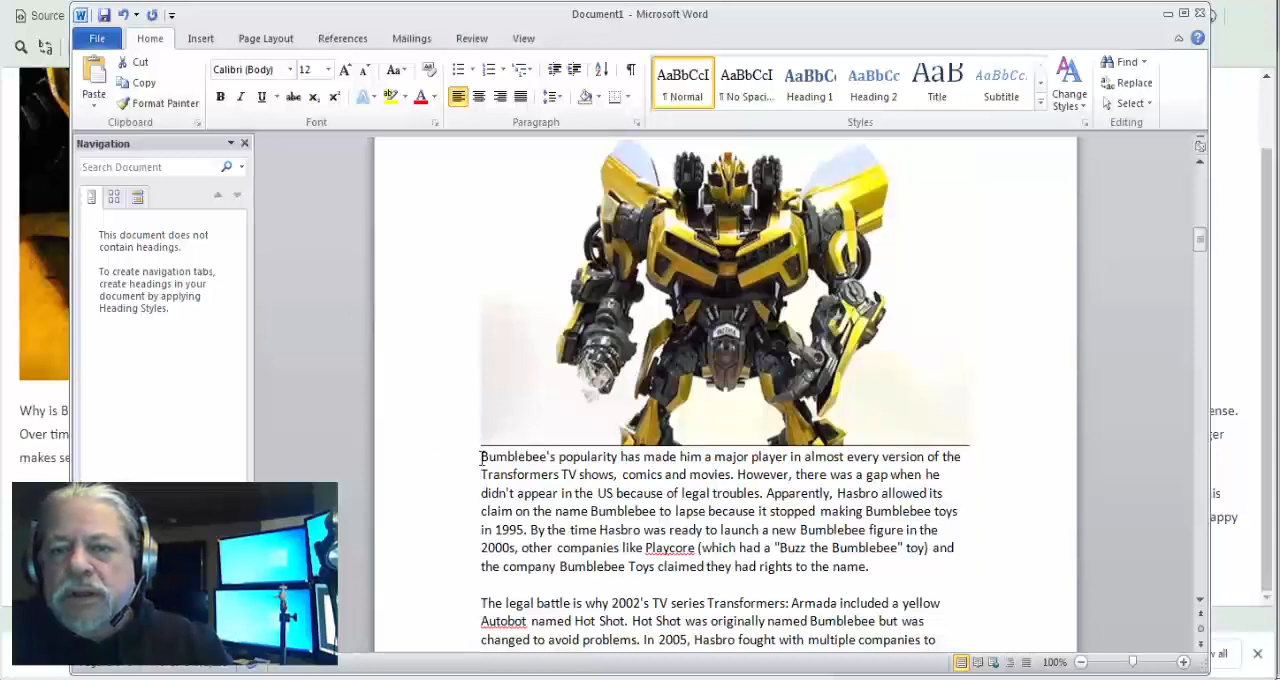 Source
Document1 - Microsoft Word
File
Home
Insert
Page Layout
References
Mailings
Review
View
Paste
Cut
Copy
Format Painter
Clipboard
Calibri (Body)
12
Font
Paragraph
AaBbCcI
¶ Normal
AaBbCcI
¶ No Spaci...
AaBbC
Heading 1
AaBbCc
Heading 2
AaB
Title
AaBbCc.
Subtitle
Change
Styles
Styles
Find
Replace
Select
Editing
Navigation
Search Document
This document does not
contain headings.
To create navigation tabs,
create headings in your
document by applying
Heading Styles.
Bumblebee's popularity has made him a major player in almost every version of the
Transformers TV shows, comics and movies. However, there was a gap when he
didn't appear in the US because of legal troubles. Apparently, Hasbro allowed its
claim on the name Bumblebee to lapse because it stopped making Bumblebee toys
in 1995. By the time Hasbro was ready to launch a new Bumblebee figure in the
2000s, other companies like Playcore (which had a "Buzz the Bumblebee" toy) and
the company Bumblebee Toys claimed they had rights to the name.
The legal battle is why 2002's TV series Transformers: Armada included a yellow
Autobot named Hot Shot. Hot Shot was originally named Bumblebee but was
changed to avoid problems. In 2005, Hasbro fought with multiple companies to
Why is B
Over tim
makes se
ense.
ger
is
appy
all
100%